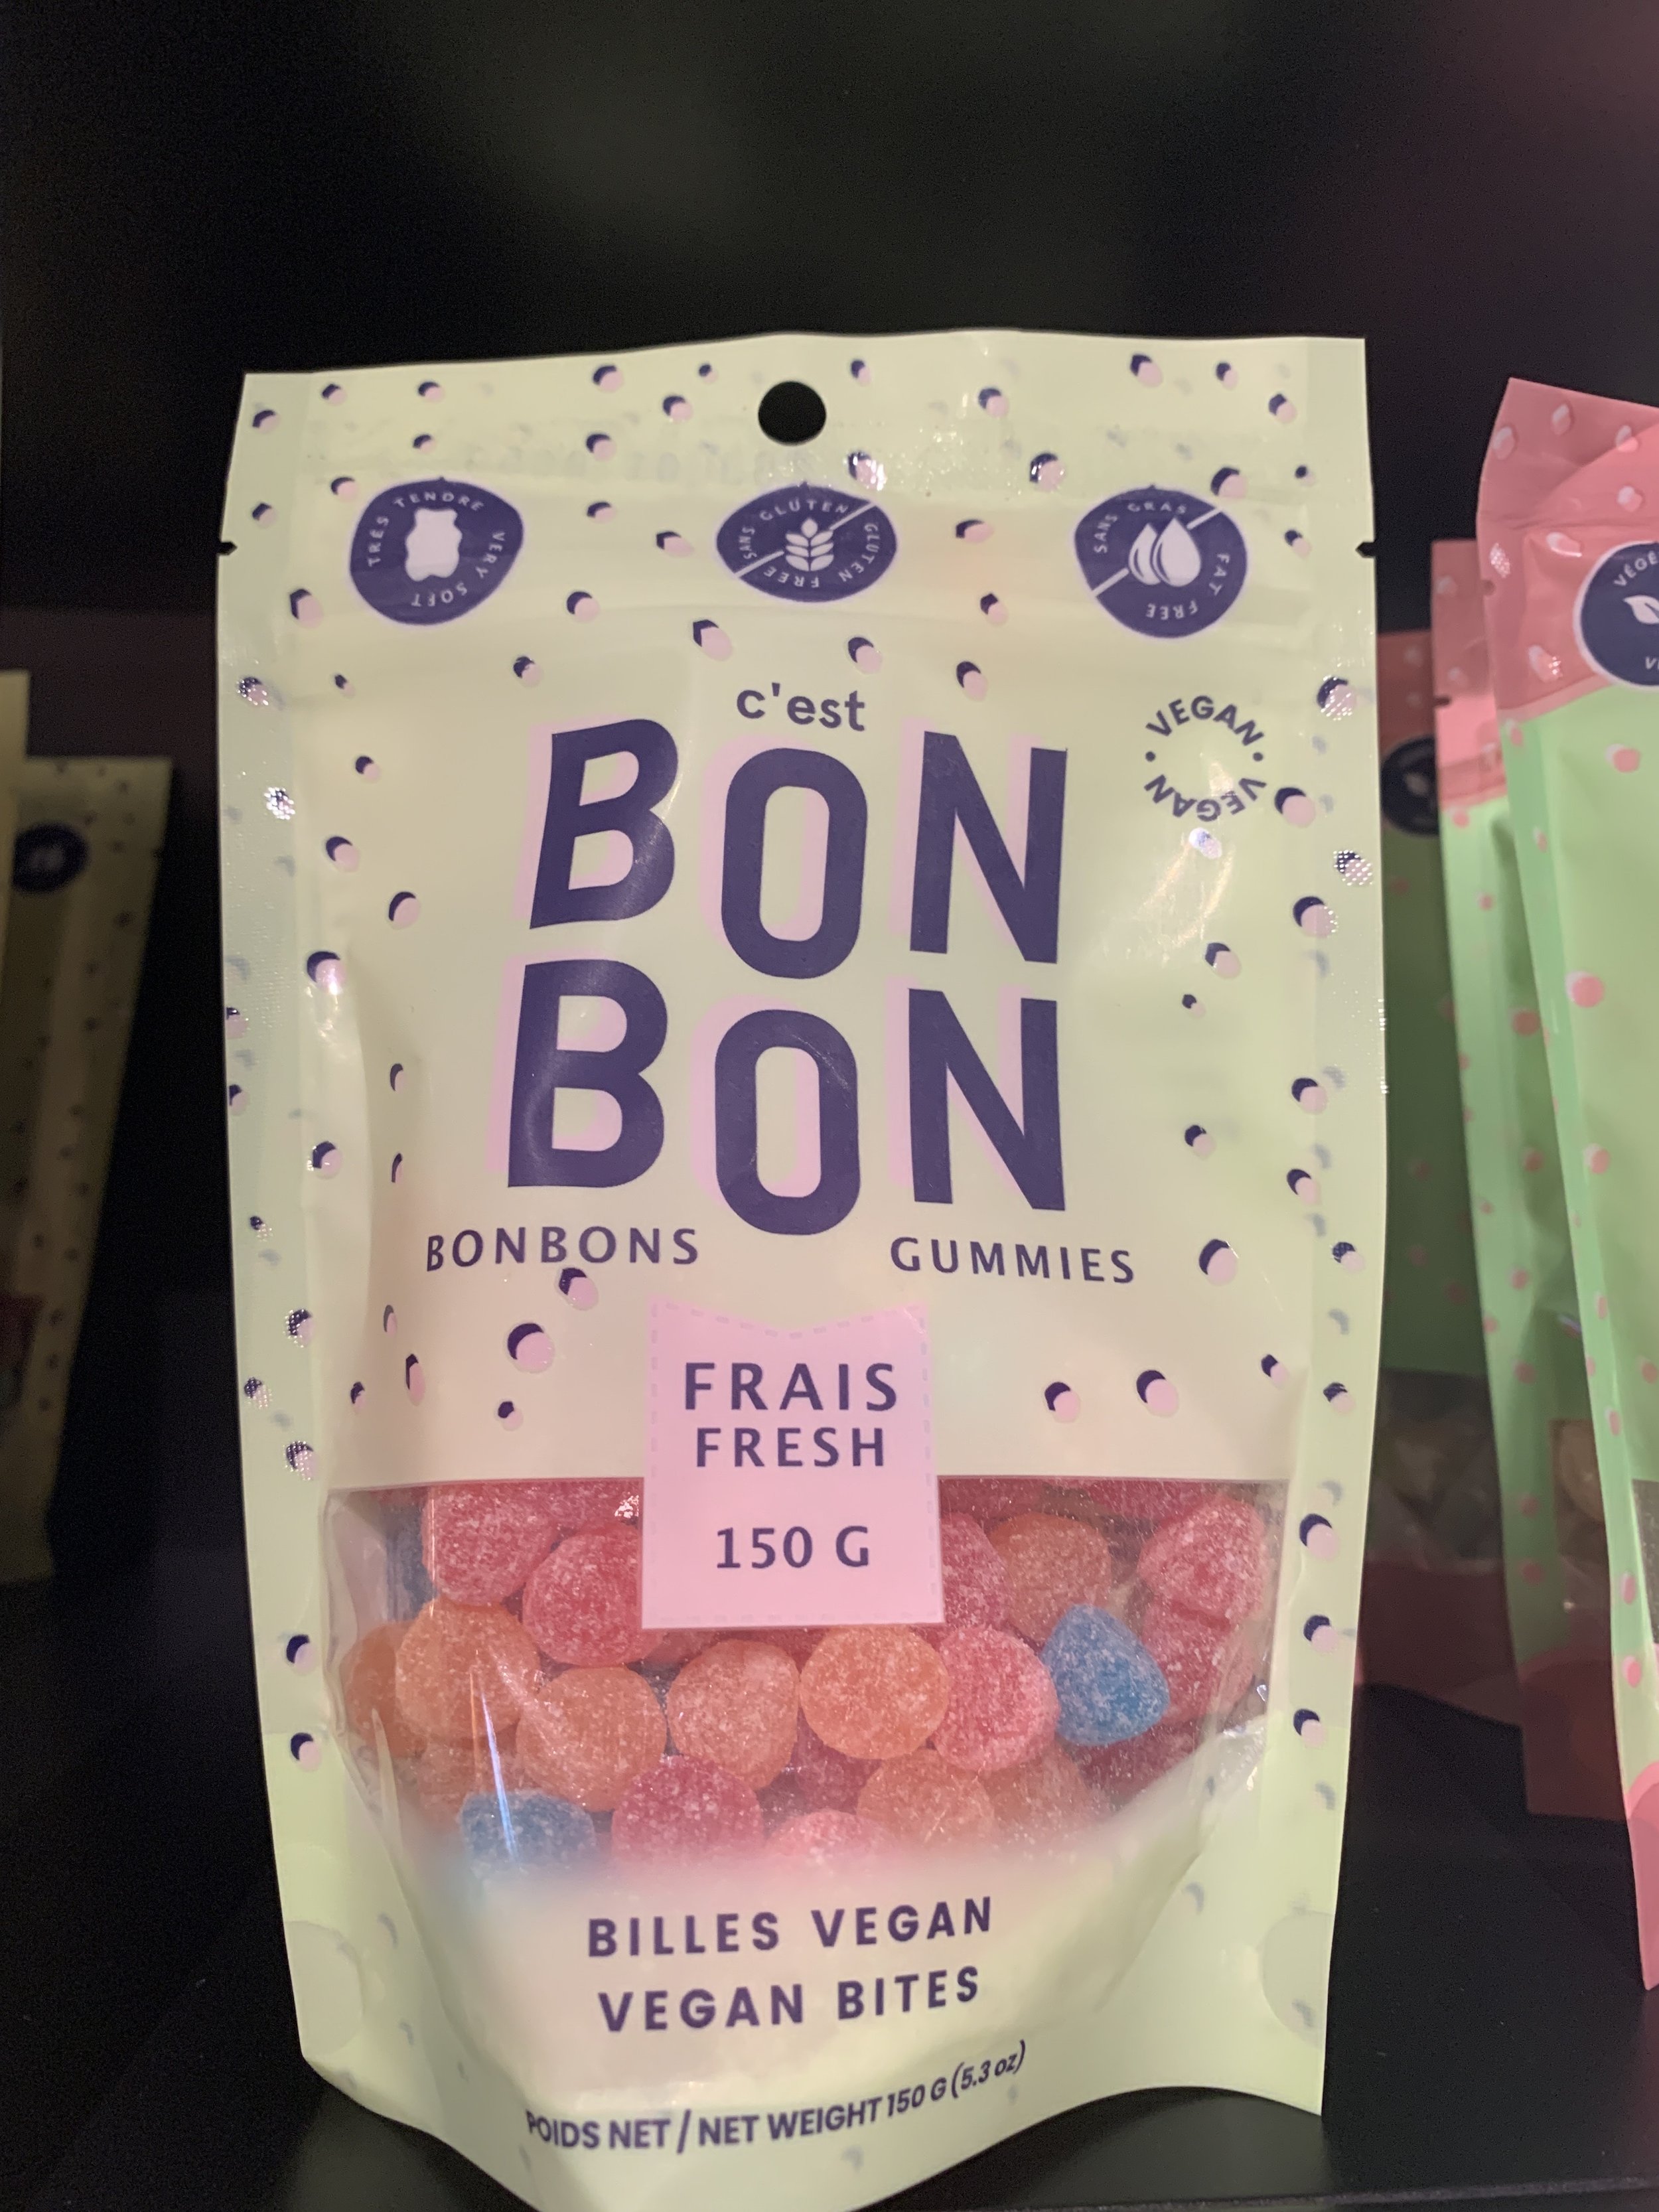 TRÈS TENDRE
VERY SOFT
SANS GLUTEN
GLUTEN FREE
SANS GRAS
FAT FREE
c'est
BON
BON
VEGAN • VEGAN •
BONBONS GUMMIES
FRAIS
FRESH
150 G
BILLES VEGAN
VEGAN BITES
POIDS NET / NET WEIGHT 150 G (5.3 oz)